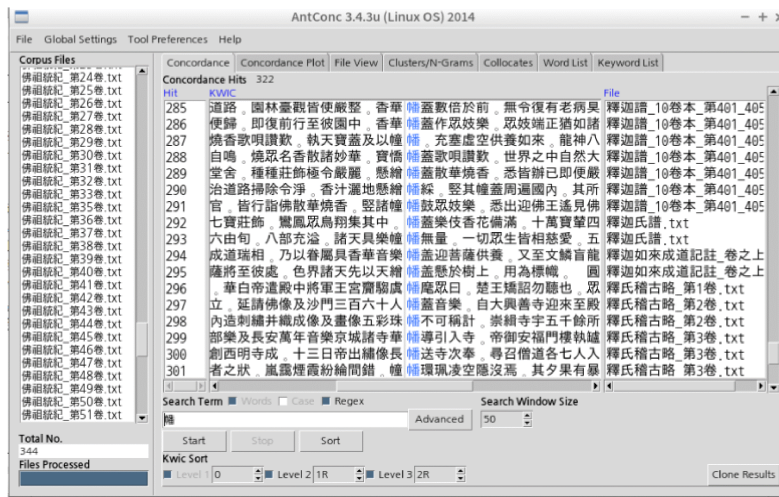 AntConc 3.4.3u (Linux OS) 2014
File Global Settings Tool Preferences Help
Corpus Files
佛祖統紀_第24卷.txt
佛祖統紀_第25卷.txt
佛祖統紀_第26卷.txt
佛祖統紀_第27卷.txt
佛祖統紀_第28卷.txt
佛祖統紀_第29卷.txt
佛祖統紀_第30卷.txt
佛祖統紀_第31卷.txt
佛祖統紀_第32卷.txt
佛祖統紀_第33卷.txt
佛祖統紀_第34卷.txt
佛祖統紀_第35卷.txt
佛祖統紀_第36卷.txt
佛祖統紀_第37卷.txt
佛祖統紀_第38卷.txt
佛祖統紀_第39卷.txt
佛祖統紀_第40卷.txt
佛祖統紀_第41卷.txt
佛祖統紀_第42卷.txt
佛祖統紀_第43卷.txt
佛祖統紀_第44卷.txt
佛祖統紀_第45卷.txt
佛祖統紀_第46卷.txt
佛祖統紀_第47卷.txt
佛祖統紀_第48卷.txt
佛祖統紀_第49卷.txt
佛祖統紀_第50卷.txt
佛祖統紀_第51卷.txt
Total No.
344
Files Processed
Concordance Concordance Plot File View Clusters/N-Grams Collocates Word List Keyword List
Concordance Hits 322
Hit KWIC File
285 道路。園林臺觀皆使嚴整。香華 幡 蓋數倍於前。無令復有老病臭 釋迦譜_10卷本_第401_405
286 便歸。即復前行至彼園中。香華 幡 蓋作眾妓樂。眾妓端正猶如諸 釋迦譜_10卷本_第401_405
287 燒香歌唄讚歎。執天寶蓋及以幢 幡。充塞虛空供養如來。龍神八 釋迦譜_10卷本_第401_405
288 自鳴。燒眾名香散諸妙華。寶幢 幡 蓋歌唄讚歎。世界之中自然大 釋迦譜_10卷本_第401_405
289 堂舍。種種莊飾極令嚴麗。懸繒 幡 蓋散華燒香。悉皆辦已即便嚴 釋迦譜_10卷本_第401_405
290 治道路掃除令淨。香汁灑地懸繒 幡 綵。竪其幢蓋周遍國內。其所 釋迦譜_10卷本_第401_405
291 官。皆行詣佛散華燒香。竪諸幢 幡 鼓眾妓樂。悉出迎佛王遙見佛 釋迦譜_10卷本_第401_405
292 七寶莊飾。鸞鳳眾鳥翔集其中。 幡 蓋樂伎香花備滿。十萬寶輦四 釋迦氏譜.txt
293 六由旬。八部充溢。諸天具樂幢 幡 無量。一切眾生皆相慈愛。五 釋迦氏譜.txt
294 成道瑞相。乃以眷屬具香華音樂 幡 蓋迎菩薩供養。又至文鱗盲龍 釋迦如來成道記註_卷之上
295 薩將至彼處。色界諸天先以天繒 幡 蓋懸於樹上。用為標幟。 圓 釋迦如來成道記註_卷之上
296 。華白帝遣殿中將軍王宮齎騶虞 幡 麾眾曰。楚王矯詔勿聽也。眾 釋氏稽古略_第1卷.txt
297 立。延請佛像及沙門三百六十人 幡 蓋音樂。自大興善寺迎來至殿 釋氏稽古略_第2卷.txt
298 內造刺繡并織成像及畫像五彩珠 幡 不可稱計。崇緝寺宇五千餘所 釋氏稽古略_第2卷.txt
299 部樂及長安萬年音樂京城諸寺華 幡 導引入寺。帝御安福門樓執罏 釋氏稽古略_第3卷.txt
300 創西明寺成。十三日帝出繡像長 幡 送寺次奉。尋召僧道各七人入 釋氏稽古略_第3卷.txt
301 者之狀。嵐靄煙霞紛綸間錯。幢 幡 環珮凌空隱沒焉。其夕果有暴 釋氏稽古略_第3卷.txt
Search Term Words Case Regex Search Window Size
幡 Advanced 50
Start Stop Sort
Kwic Sort
Level 1 0 Level 2 1R Level 3 2R Clone Results